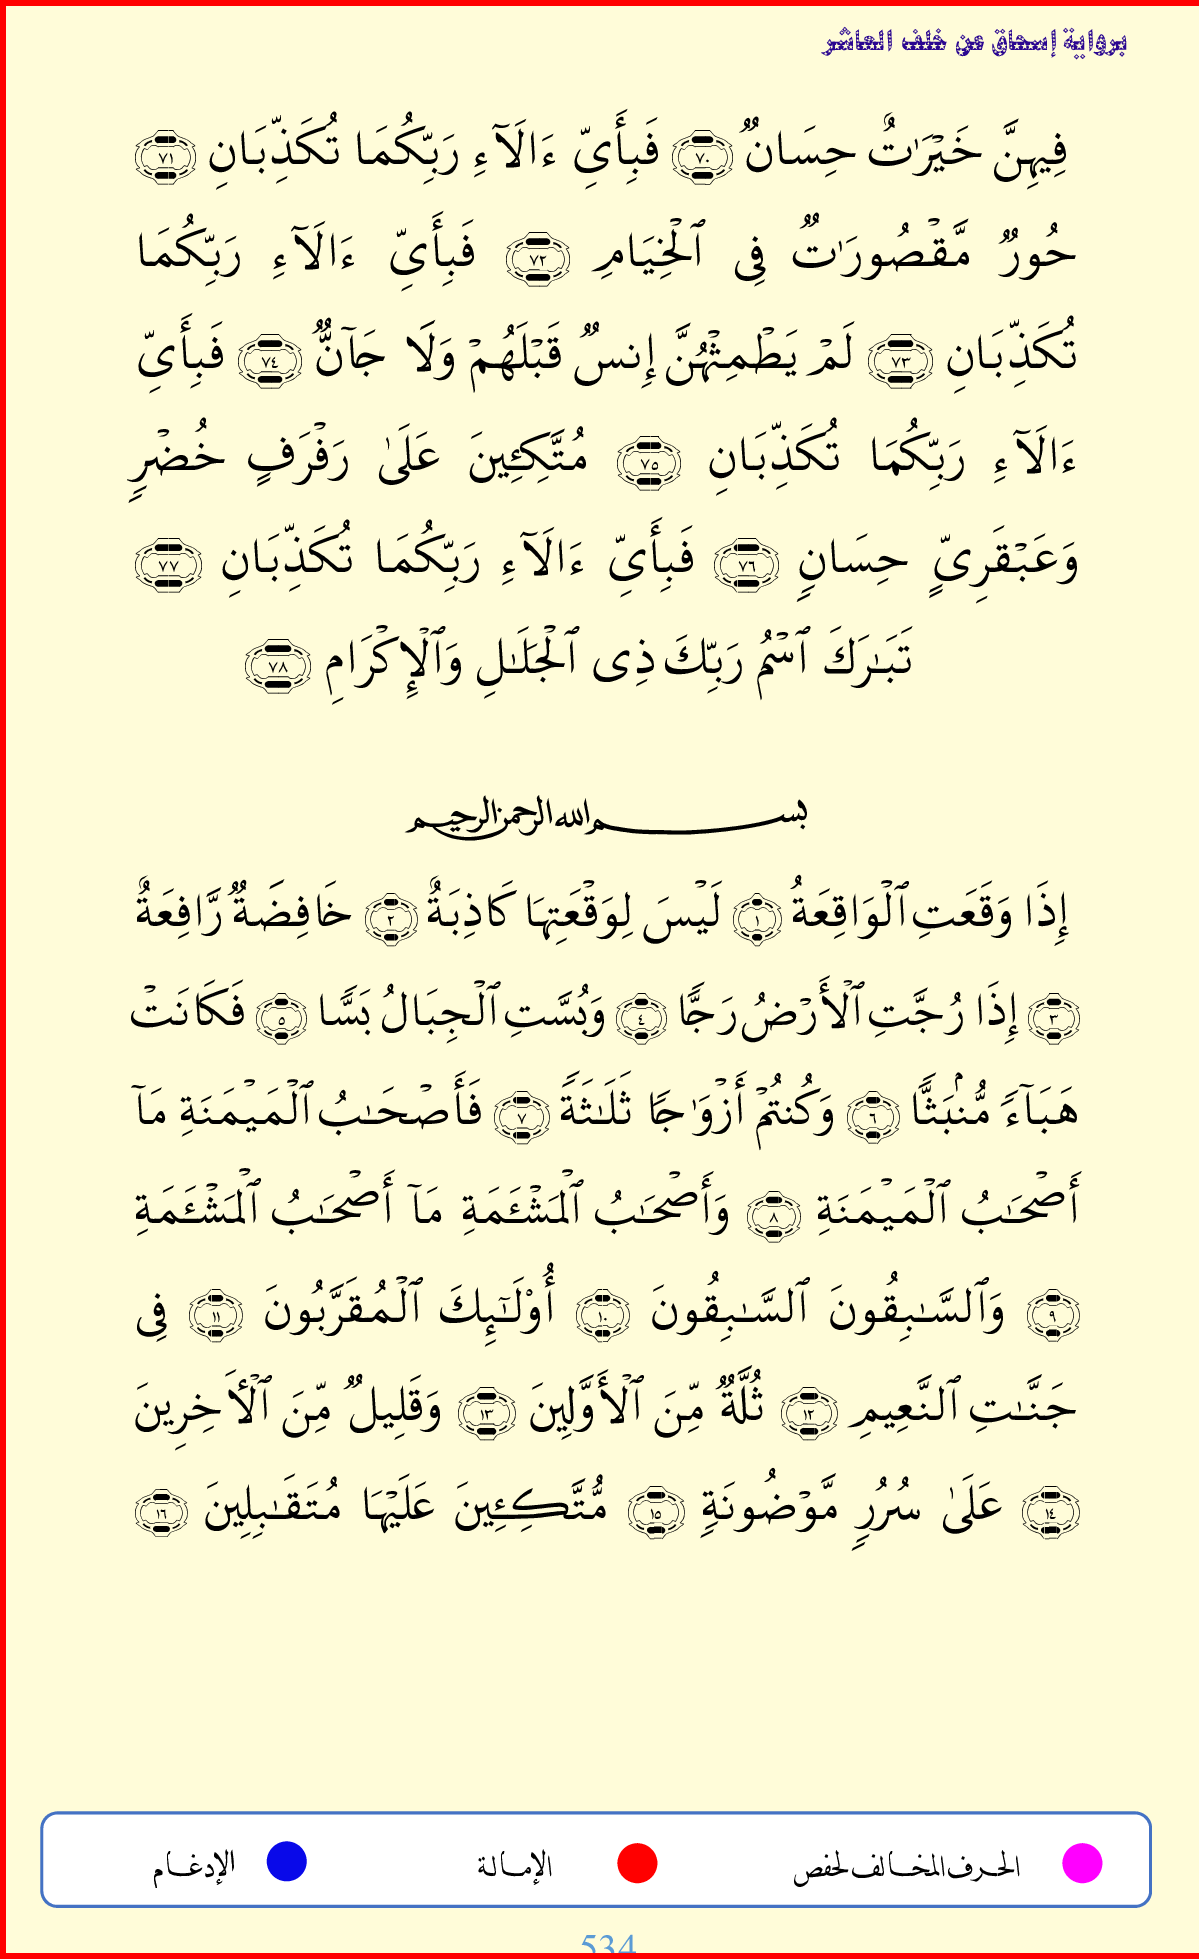 برواية إسحاق عن خلف العاشر
فِيهِنَّ خَيْرَٰتٌ حِسَانٌ ٧٠ فَبِأَىِّ ءَالَآءِ رَبِّكُمَا تُكَذِّبَانِ ٧١
حُورٌ مَّقْصُورَٰتٌ فِى ٱلْخِيَامِ ٧٢ فَبِأَىِّ ءَالَآءِ رَبِّكُمَا
تُكَذِّبَانِ ٧٣ لَمْ يَطْمِثْهُنَّ إِنسٌ قَبْلَهُمْ وَلَا جَآنٌّ ٧٤ فَبِأَىِّ
ءَالَآءِ رَبِّكُمَا تُكَذِّبَانِ ٧٥ مُتَّكِـِٔينَ عَلَىٰ رَفْرَفٍ خُضْرٍ
وَعَبْقَرِىٍّ حِسَانٍ ٧٦ فَبِأَىِّ ءَالَآءِ رَبِّكُمَا تُكَذِّبَانِ ٧٧
تَبَـٰرَكَ ٱسْمُ رَبِّكَ ذِى ٱلْجَلَـٰلِ وَٱلْإِكْرَامِ ٧٨
بسم الله الرحمن الرحيم
إِذَا وَقَعَتِ ٱلْوَاقِعَةُ ١ لَيْسَ لِوَقْعَتِهَا كَاذِبَةٌ ٢ خَافِضَةٌ رَّافِعَةٌ
٣ إِذَا رُجَّتِ ٱلْأَرْضُ رَجًّا ٤ وَبُسَّتِ ٱلْجِبَالُ بَسًّا ٥ فَكَانَتْ
هَبَآءً مُّنۢبَثًّا ٦ وَكُنتُمْ أَزْوَٰجًا ثَلَـٰثَةً ٧ فَأَصْحَـٰبُ ٱلْمَيْمَنَةِ مَآ
أَصْحَـٰبُ ٱلْمَيْمَنَةِ ٨ وَأَصْحَـٰبُ ٱلْمَشْـَٔمَةِ مَآ أَصْحَـٰبُ ٱلْمَشْـَٔمَةِ
٩ وَٱلسَّـٰبِقُونَ ٱلسَّـٰبِقُونَ ١٠ أُو۟لَـٰٓئِكَ ٱلْمُقَرَّبُونَ ١١ فِى
جَنَّـٰتِ ٱلنَّعِيمِ ١٢ ثُلَّةٌ مِّنَ ٱلْأَوَّلِينَ ١٣ وَقَلِيلٌ مِّنَ ٱلْـَٔاخِرِينَ
١٤ عَلَىٰ سُرُرٍ مَّوْضُونَةٍ ١٥ مُّتَّكِـِٔينَ عَلَيْهَا مُتَقَـٰبِلِينَ ١٦
الحرف المخالف لحفص الإمالة الإدغام
534